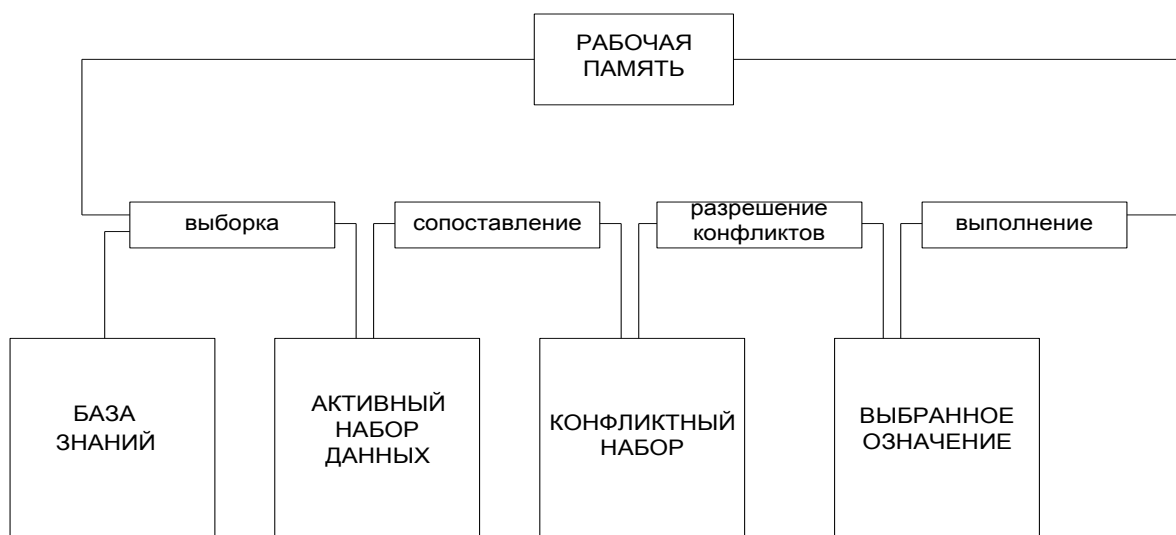 РАБОЧАЯ
ПАМЯТЬ
выборка
сопоставление
разрешение
конфликтов
выполнение
БАЗА
ЗНАНИЙ
АКТИВНЫЙ
НАБОР
ДАННЫХ
КОНФЛИКТНЫЙ
НАБОР
ВЫБРАННОЕ
ОЗНАЧЕНИЕ